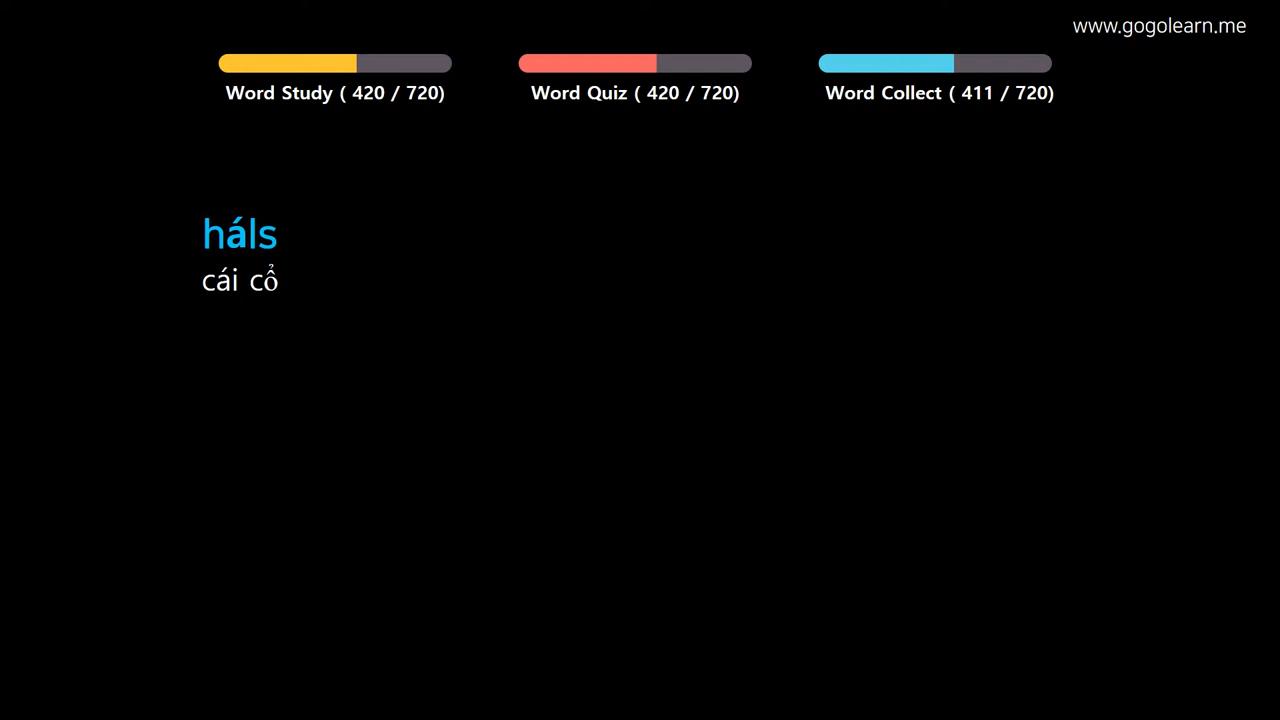 www.gogolearn.me
Word Study ( 420 / 720)
Word Quiz ( 420 / 720)
Word Collect ( 411 / 720)
háls
cái cổ